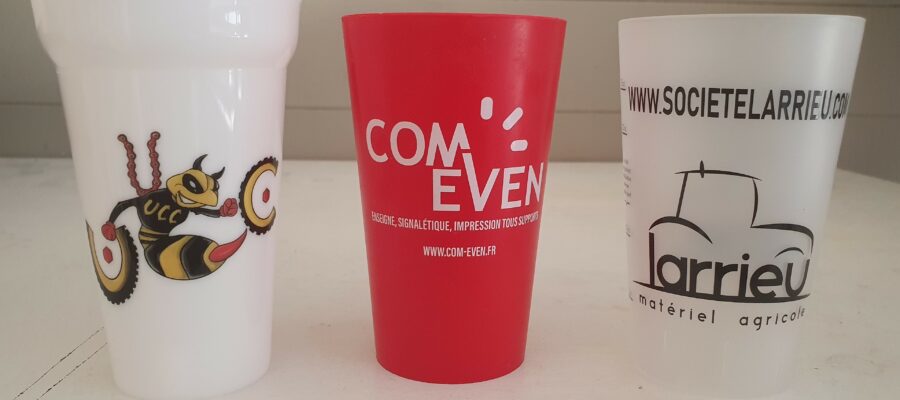 UCC
COM
EVEN
ENSEIGNE, SIGNALÉTIQUE, IMPRESSION TOUS SUPPORTS
WWW.COM-EVEN.FR
WWW.SOCIETELARRIEU.COM
larrieu
matériel agricole